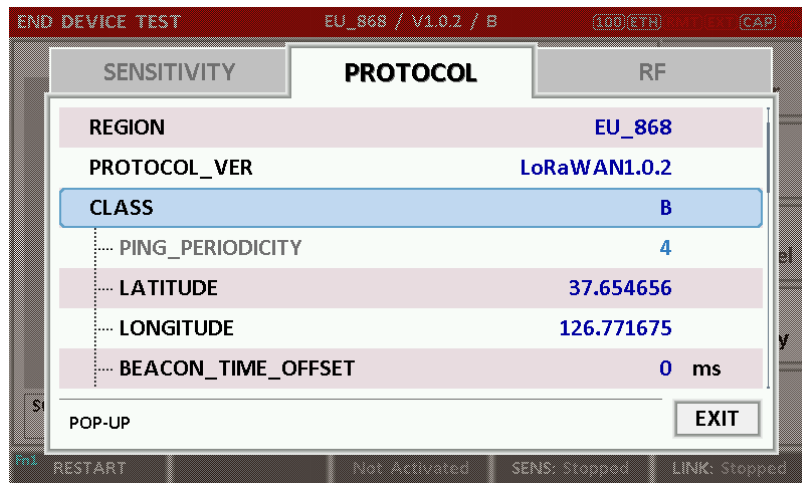 END DEVICE TEST EU_868 / V1.0.2 / B 100 ETH EXT CAP
SENSITIVITY PROTOCOL RF
REGION EU_868
PROTOCOL_VER LoRaWAN1.0.2
CLASS B
PING_PERIODICITY 4
LATITUDE 37.654656
LONGITUDE 126.771675
BEACON_TIME_OFFSET 0 ms
POP-UP EXIT
Fn1 RESTART Not Activated SENS: Stopped LINK: Stopped